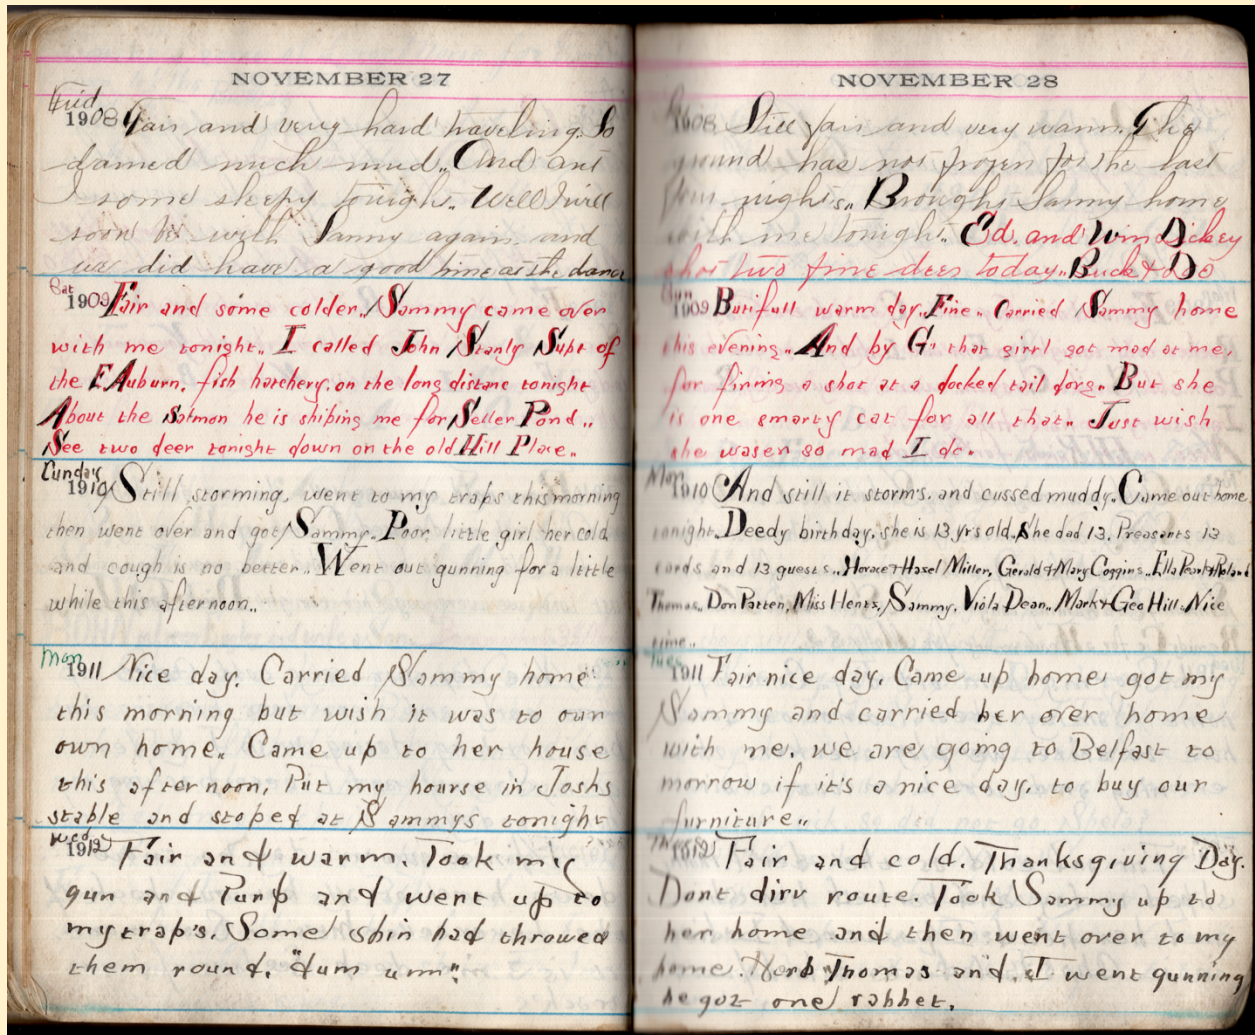 NOVEMBER 27
Frid
1908 Fair and very hard traveling. So
darned much mud.. And am
I some sleepy tonight.. Well I will
soon be with Sammy again. and
we did have a good time at the dance
Sat
1909 Fair and some colder.. Sammy came over
with me tonight.. I called John Stanly Supt of
the E Auburn, fish hatchery, on the long distanc tonight
About the Salmon he is shiping me for Seller Pond..
See two deer tonight down on the old Hill Place..
Sunday
1910 Still storming, went to my traps this morning
then went over and got Sammy.. Poor little girl her cold
and cough is no better.. Went out gunning for a little
while this afternoon..
Mon
1911 Nice day. Carried Sammy home
this morning but wish it was to our
own home.. Came up to her house
this afternoon. Put my hourse in Joshs
stable and stoped at Sammys tonight
Wed
1912 Fair and warm. Took my
gun and Punp and went up to
my trap's. Some shin had throwed
them round. "dum umn"
NOVEMBER 28
1908 Still fair and very warm. The
ground has not frozen for the last
four nights.. Brought Sammy home
with me tonight.. Ed. and Win Dickey
shot two fine deer today.. Buck & Doe
Sun
1909 Butifull warm day. Fine.. Carried Sammy home
this evening.. And by G' that girrl got mad at me,
for firring a shot at a docked tail dorg.. But she
is one smarty cat for all that.. Just wish
she wasen so mad I do..
Mon
1910 And still it storm's. and cussed muddy. Came out home
tonight. Deedy birthday, she is 13 yrs old. She dad 13, Preasants 13
cards and 13 guests.. Horace & Hazel Miller, Gerald & Mary Coggins.. Ella Pearl & Roland
Thomas.. Don Patten, Miss Hents, Sammy, Viola Dean.. Mark & Geo Hill.. Nice
time..
Tues
1911 Fair nice day. Came up home got my
Sammy and carried her over home
with me. we are going to Belfast to
morrow if it's a nice day, to buy our
furniture..
Thurs
1912 Fair and cold. Thanksgiving Day.
Dont dirv route. Took Sammy up to
her home and then went over to my
home. Herb Thomas and. I went gunning
he got one rabbet.